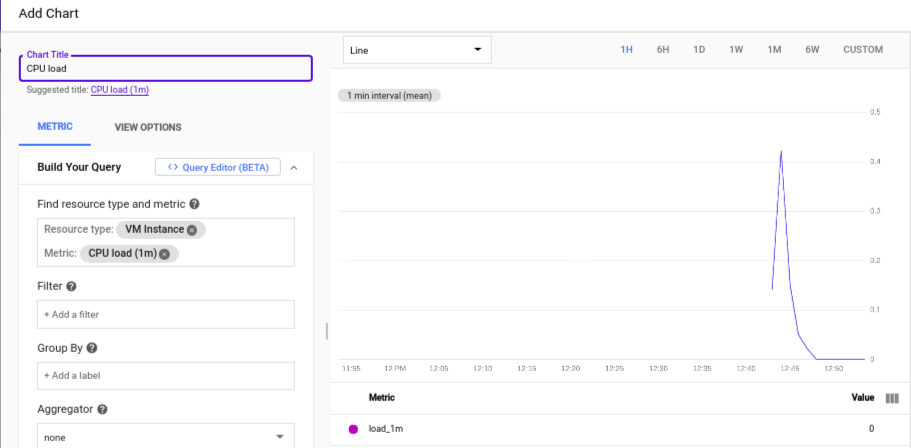 Add Chart
Chart Title
CPU load
Suggested title: CPU load (1m)
METRIC VIEW OPTIONS
Build Your Query <> Query Editor (BETA)
Find resource type and metric ?
Resource type: VM Instance
Metric: CPU load (1m)
Filter ?
+ Add a filter
Group By ?
+ Add a label
Aggregator ?
none
Line 1H 6H 1D 1W 1M 6W CUSTOM
1 min interval (mean)
0.5
0.4
0.3
0.2
0.1
0
11:55 12 PM 12:05 12:10 12:15 12:20 12:25 12:30 12:35 12:40 12:45 12:50
Metric Value
load_1m 0